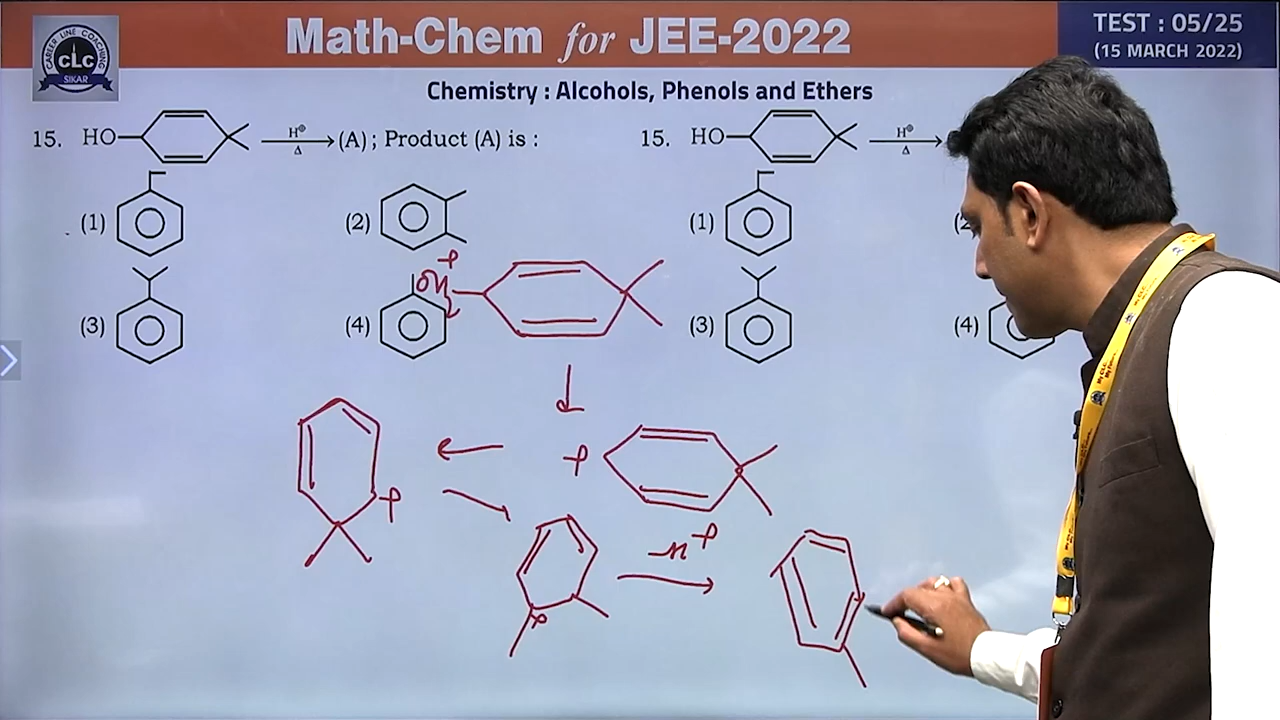 CAREER LINE COACHING
CLC
SIKAR
Math-Chem for JEE-2022
TEST : 05/25
(15 MARCH 2022)
Chemistry : Alcohols, Phenols and Ethers
15. HO H⊕ Δ (A) ; Product (A) is :
(1)
(2)
(3)
(4)
15. HO H⊕ Δ
(1)
(2
(3)
(4)
+
+
+
+
-H+